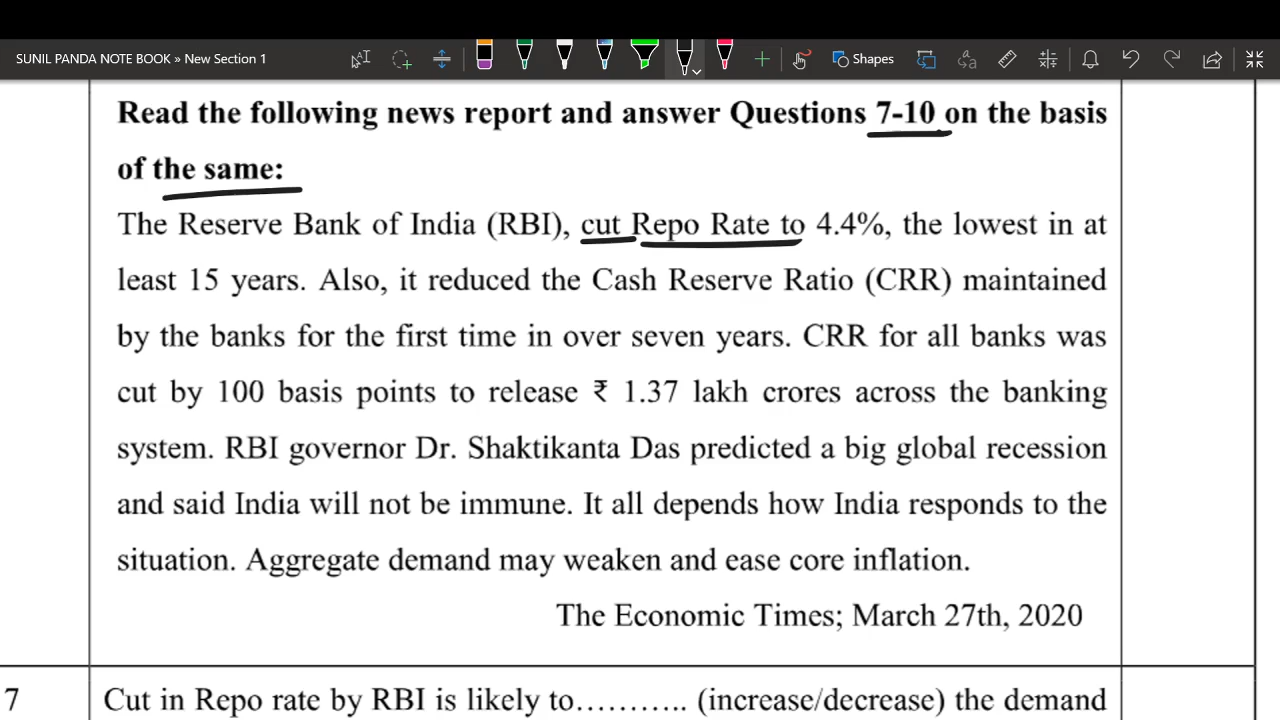 SUNIL PANDA NOTE BOOK » New Section 1
Shapes
Read the following news report and answer Questions 7-10 on the basis
of the same:
The Reserve Bank of India (RBI), cut Repo Rate to 4.4%, the lowest in at
least 15 years. Also, it reduced the Cash Reserve Ratio (CRR) maintained
by the banks for the first time in over seven years. CRR for all banks was
cut by 100 basis points to release ₹ 1.37 lakh crores across the banking
system. RBI governor Dr. Shaktikanta Das predicted a big global recession
and said India will not be immune. It all depends how India responds to the
situation. Aggregate demand may weaken and ease core inflation.
The Economic Times; March 27th, 2020
7 Cut in Repo rate by RBI is likely to……….. (increase/decrease) the demand